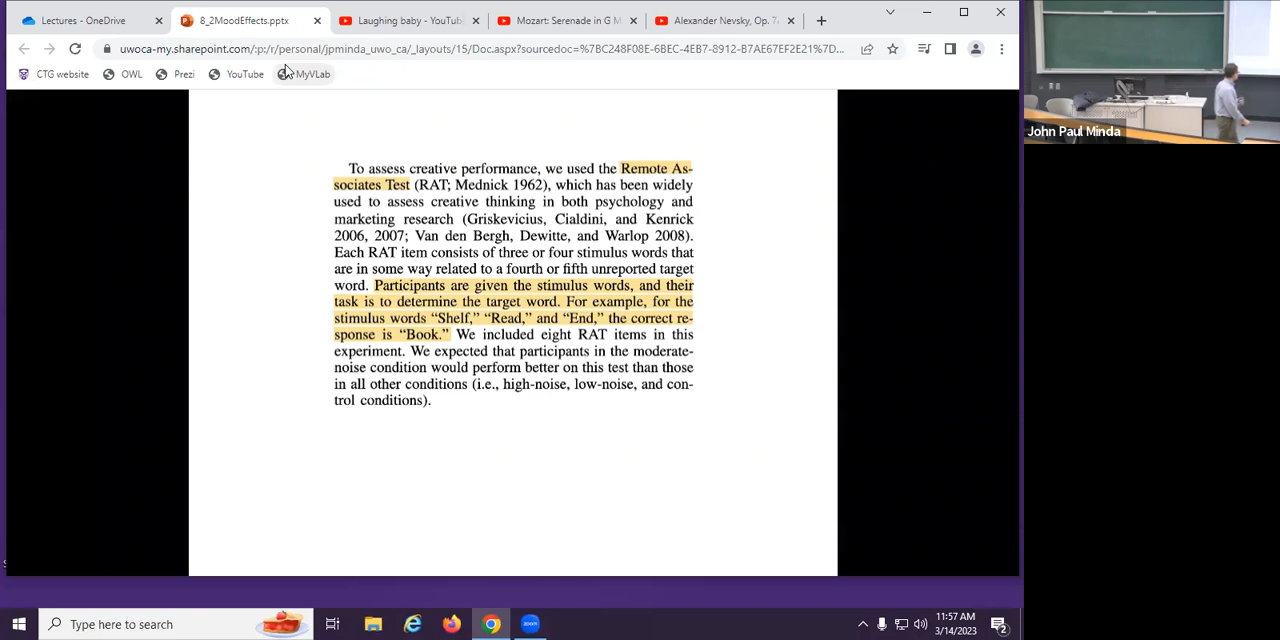 Lectures - OneDrive
8_2MoodEffects.pptx
Laughing baby - YouTub
Mozart: Serenade in G M
Alexander Nevsky, Op. 7
uwoca-my.sharepoint.com/:p:/r/personal/jpminda_uwo_ca/_layouts/15/Doc.aspx?sourcedoc=%7BC248F08E-6BEC-4EB7-8912-B7AE67EF2E21%7D...
CTG website
OWL
Prezi
YouTube
MyVLab
John Paul Minda
To assess creative performance, we used the Remote As-
sociates Test (RAT; Mednick 1962), which has been widely
used to assess creative thinking in both psychology and
marketing research (Griskevicius, Cialdini, and Kenrick
2006, 2007; Van den Bergh, Dewitte, and Warlop 2008).
Each RAT item consists of three or four stimulus words that
are in some way related to a fourth or fifth unreported target
word. Participants are given the stimulus words, and their
task is to determine the target word. For example, for the
stimulus words “Shelf,” “Read,” and “End,” the correct re-
sponse is “Book.” We included eight RAT items in this
experiment. We expected that participants in the moderate-
noise condition would perform better on this test than those
in all other conditions (i.e., high-noise, low-noise, and con-
trol conditions).
Type here to search
zoom
11:57 AM
3/14/2023
2